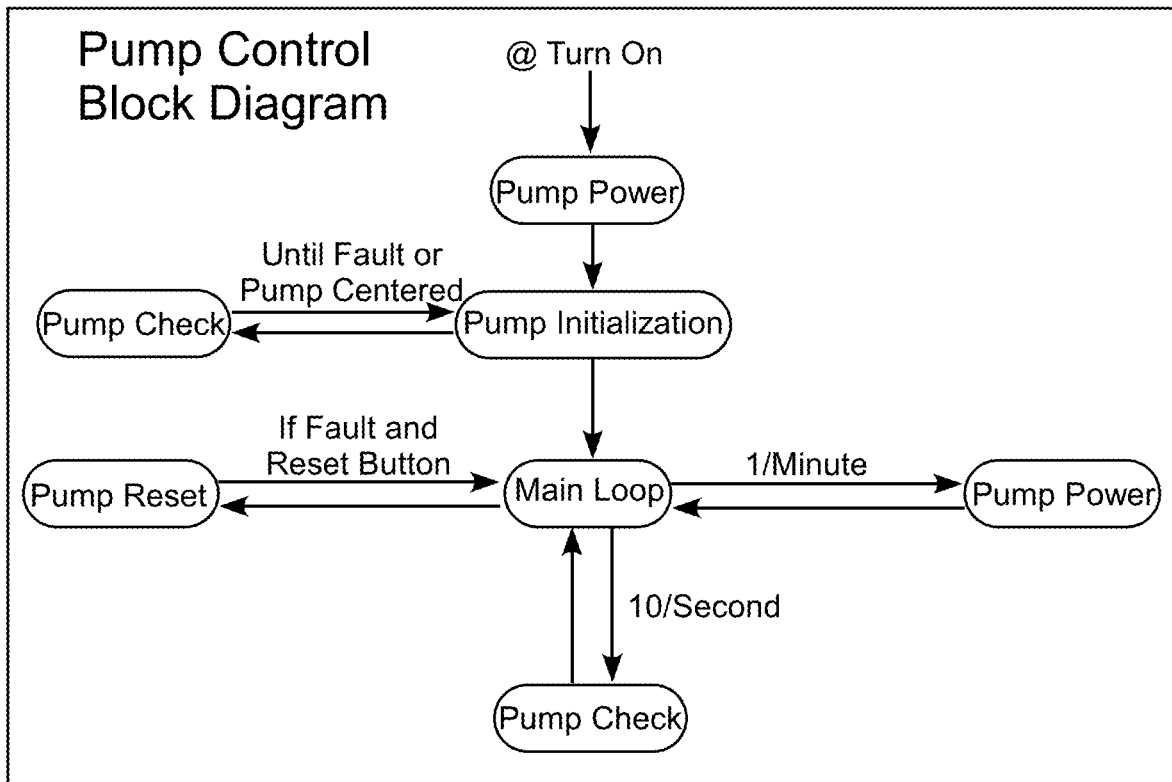 Pump Control
Block Diagram
@ Turn On
Pump Power
Until Fault or
Pump Centered
Pump Check
Pump Initialization
If Fault and
Reset Button
Pump Reset
Main Loop
1/Minute
Pump Power
10/Second
Pump Check